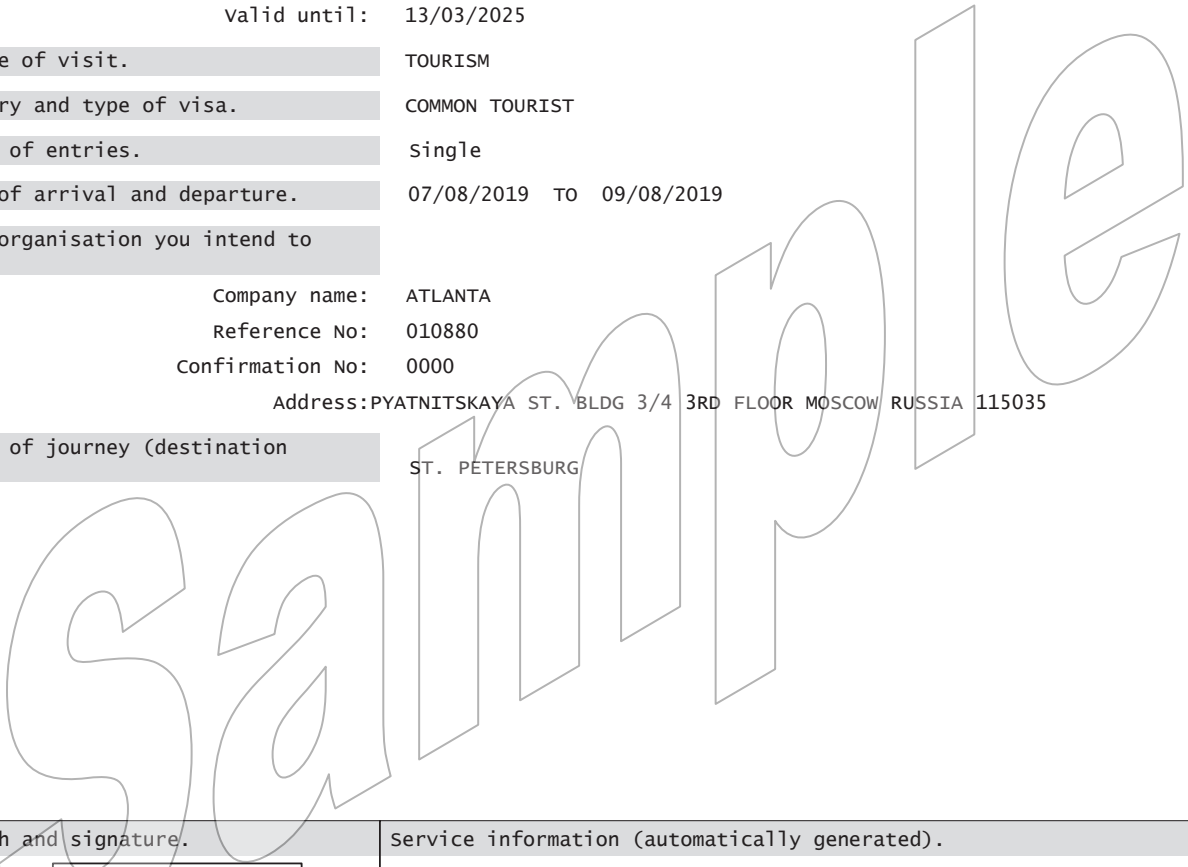 Valid until: 13/03/2025
e of visit. TOURISM
ry and type of visa. COMMON TOURIST
of entries. Single
of arrival and departure. 07/08/2019 TO 09/08/2019
organisation you intend to
Company name: ATLANTA
Reference No: 010880
Confirmation No: 0000
Address:PYATNITSKAYA ST. BLDG 3/4 3RD FLOOR MOSCOW RUSSIA 115035
of journey (destination
ST. PETERSBURG
sample
h and signature. Service information (automatically generated).